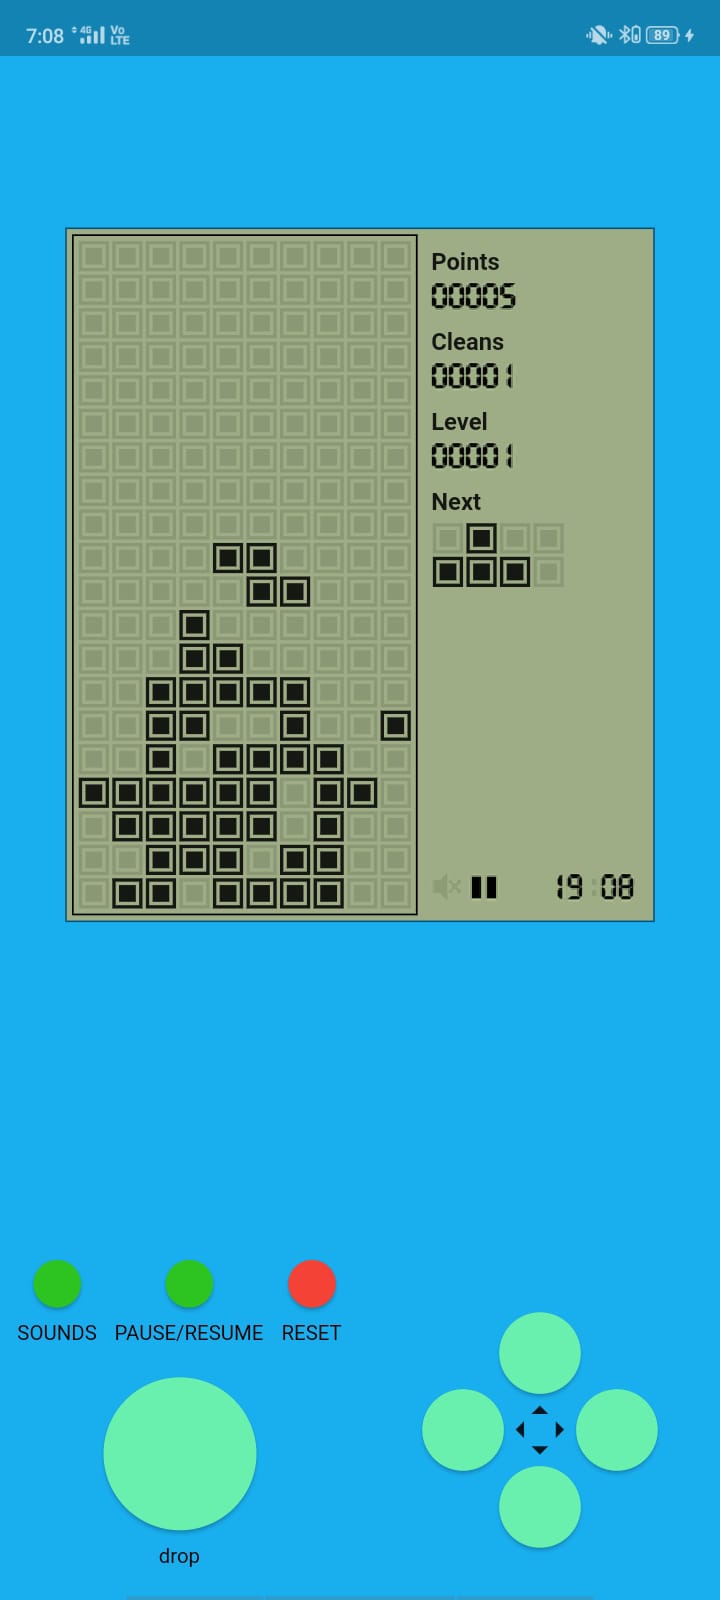 7:08 4G Vo LTE 89
Points
00005
Cleans
00001
Level
00001
Next
19:08
SOUNDS PAUSE/RESUME RESET
drop